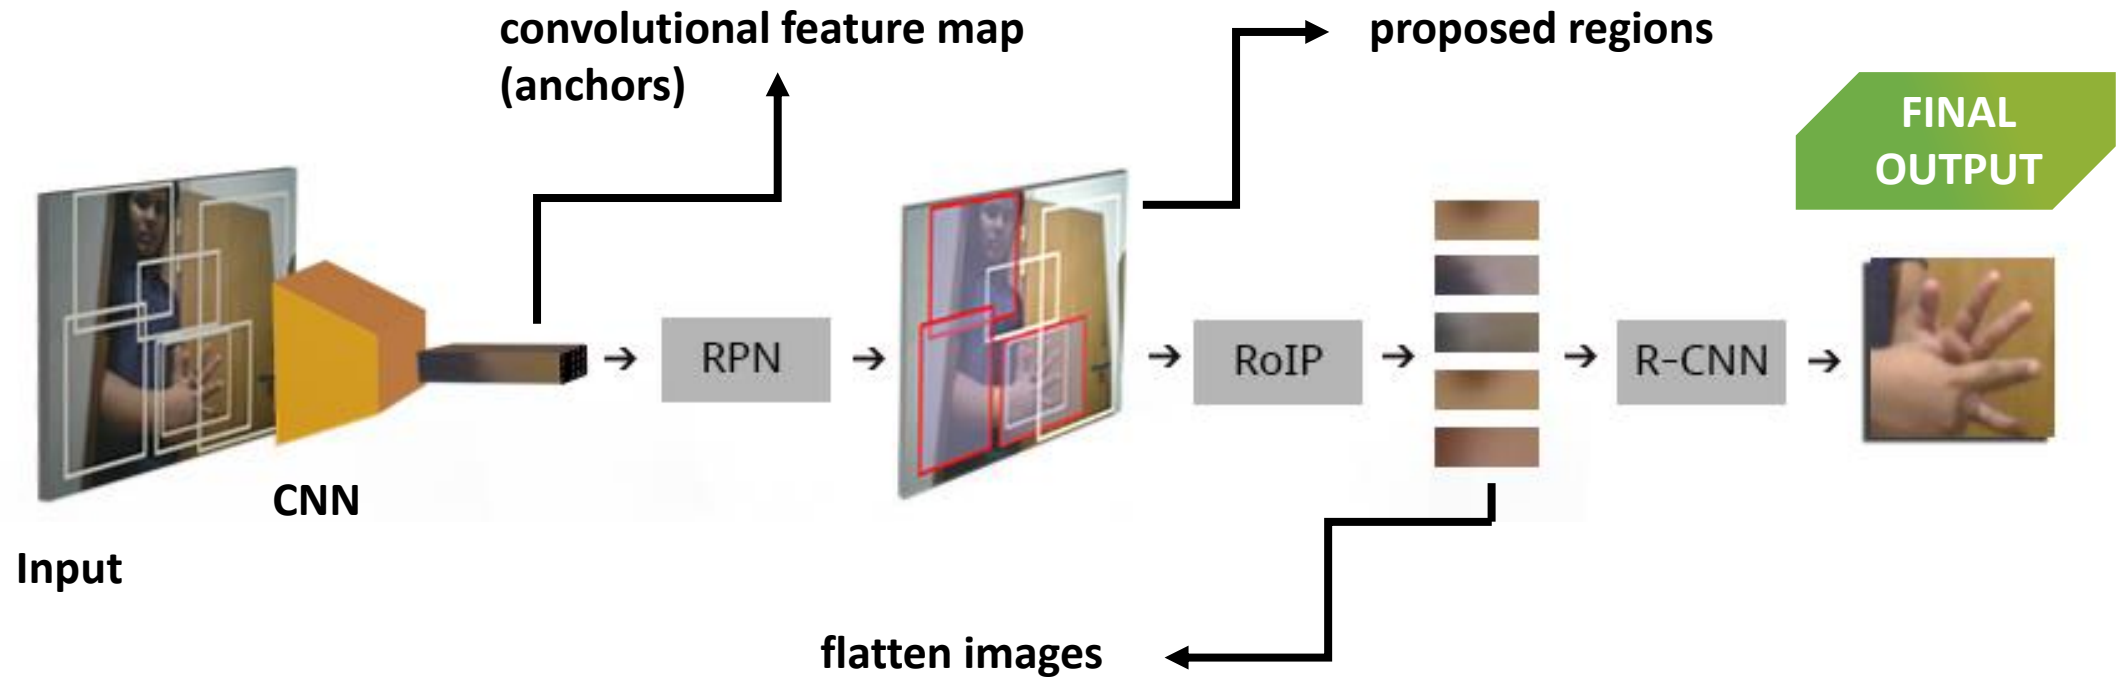 convolutional feature map
(anchors)
proposed regions
FINAL
OUTPUT
RPN
RoIP
R-CNN
CNN
Input
flatten images